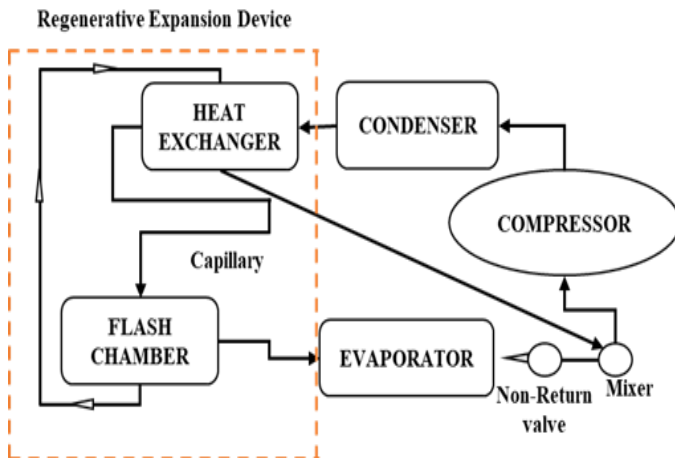 Regenerative Expansion Device
HEAT
EXCHANGER
CONDENSER
COMPRESSOR
Capillary
FLASH
CHAMBER
EVAPORATOR
Non-Return
valve
Mixer